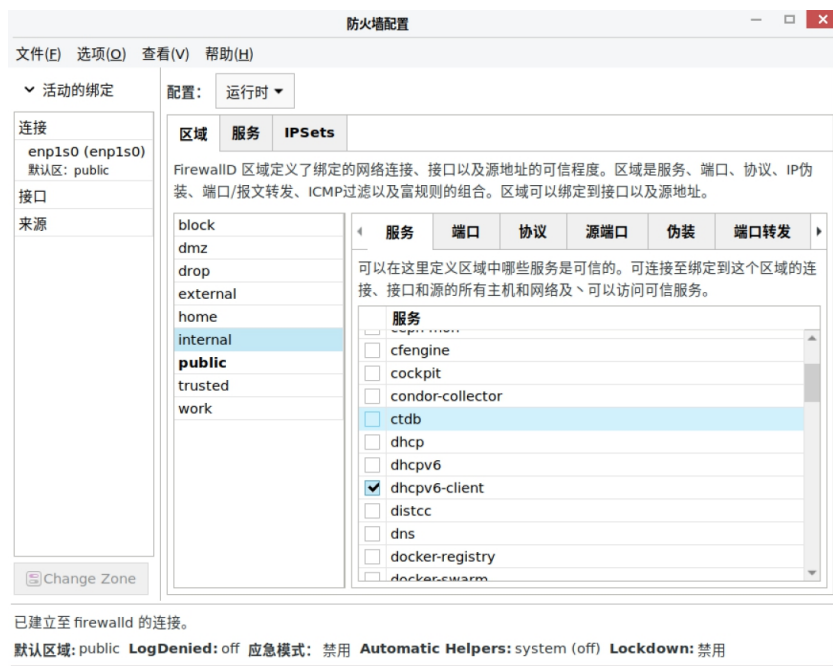 防火墙配置
文件(F) 选项(O) 查看(V) 帮助(H)
活动的绑定
连接
enp1s0 (enp1s0)
默认区：public
接口
来源
Change Zone
配置： 运行时
区域 服务 IPSets
FirewallD 区域定义了绑定的网络连接、接口以及源地址的可信程度。区域是服务、端口、协议、IP伪
装、端口/报文转发、ICMP过滤以及富规则的组合。区域可以绑定到接口以及源地址。
block
dmz
drop
external
home
internal
public
trusted
work
服务 端口 协议 源端口 伪装 端口转发
可以在这里定义区域中哪些服务是可信的。可连接至绑定到这个区域的连
接、接口和源的所有主机和网络及丶可以访问可信服务。
服务
ceph-mon
cfengine
cockpit
condor-collector
ctdb
dhcp
dhcpv6
dhcpv6-client
distcc
dns
docker-registry
docker-swarm
已建立至 firewalld 的连接。
默认区域: public LogDenied: off 应急模式： 禁用 Automatic Helpers: system (off) Lockdown: 禁用